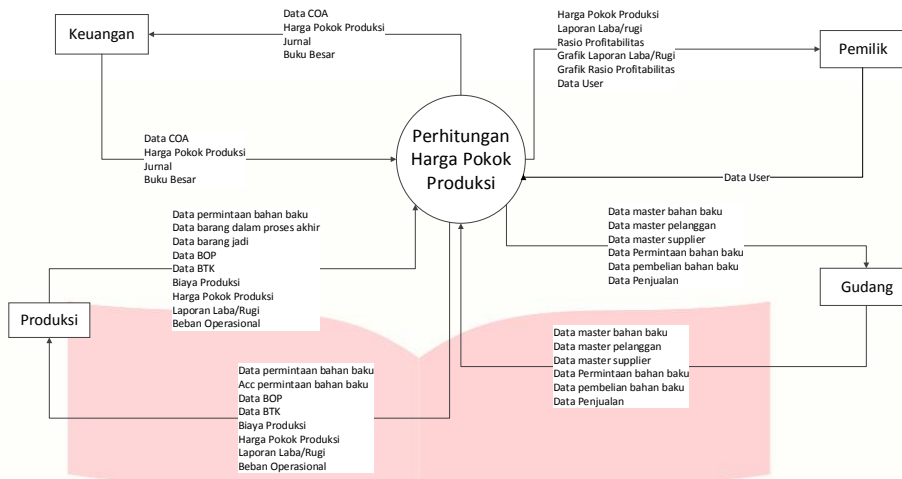 Keuangan
Data COA
Harga Pokok Produksi
Jurnal
Buku Besar
Harga Pokok Produksi
Laporan Laba/rugi
Rasio Profitabilitas
Grafik Laporan Laba/Rugi
Grafik Rasio Profitabilitas
Data User
Pemilik
Data COA
Harga Pokok Produksi
Jurnal
Buku Besar
Perhitungan
Harga Pokok
Produksi
Data User
Data permintaan bahan baku
Data barang dalam proses akhir
Data barang jadi
Data BOP
Data BTK
Biaya Produksi
Harga Pokok Produksi
Laporan Laba/Rugi
Beban Operasional
Data master bahan baku
Data master pelanggan
Data master supplier
Data Permintaan bahan baku
Data pembelian bahan baku
Data Penjualan
Gudang
Produksi
Data master bahan baku
Data master pelanggan
Data master supplier
Data Permintaan bahan baku
Data pembelian bahan baku
Data Penjualan
Data permintaan bahan baku
Acc permintaan bahan baku
Data BOP
Data BTK
Biaya Produksi
Harga Pokok Produksi
Laporan Laba/Rugi
Beban Operasional